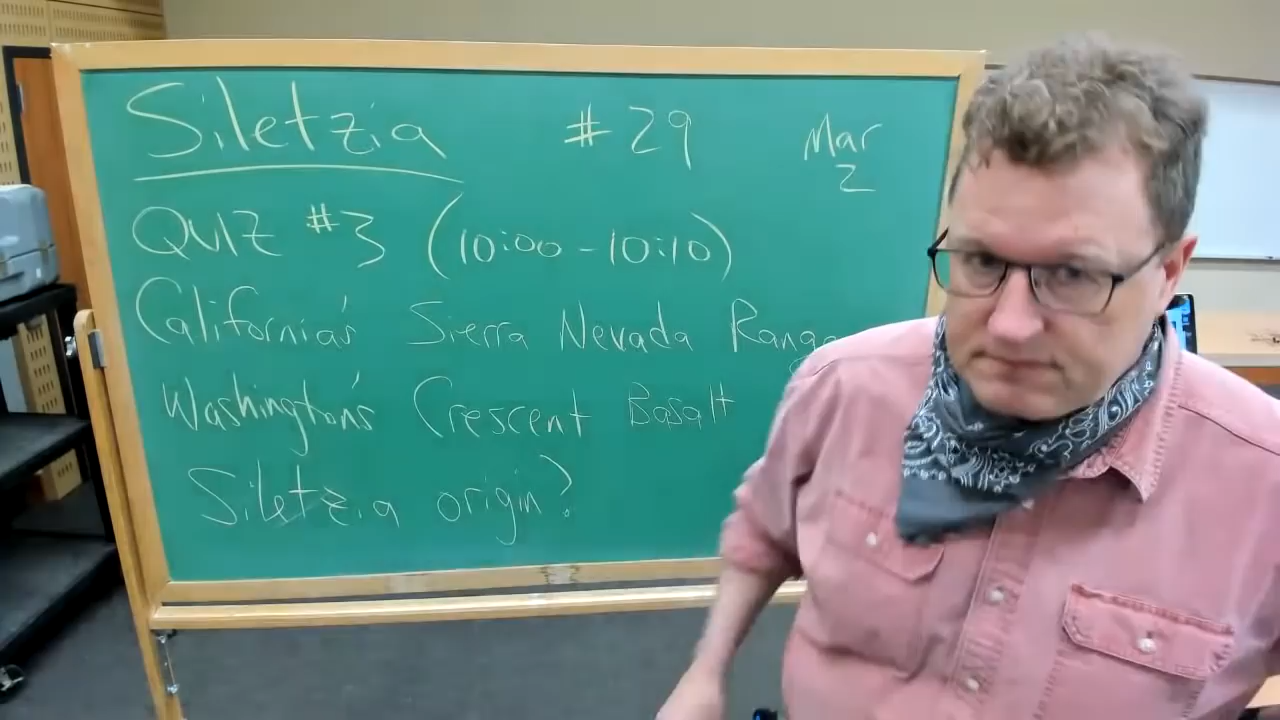 Siletzia #29 Mar 2
Quiz #3 (10:00-10:10)
California's Sierra Nevada Range
Washington's Crescent Basalt
Siletzia origin?